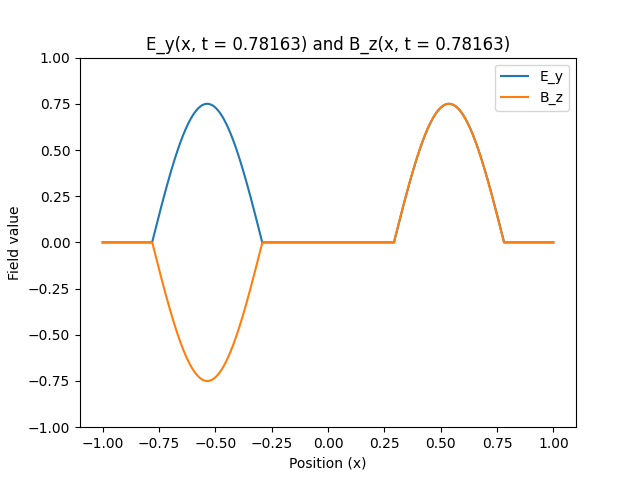 E_y(x, t = 0.78163) and B_z(x, t = 0.78163)
E_y
B_z
1.00
0.75
0.50
0.25
0.00
−0.25
−0.50
−0.75
−1.00
Field value
−1.00 −0.75 −0.50 −0.25 0.00 0.25 0.50 0.75 1.00
Position (x)